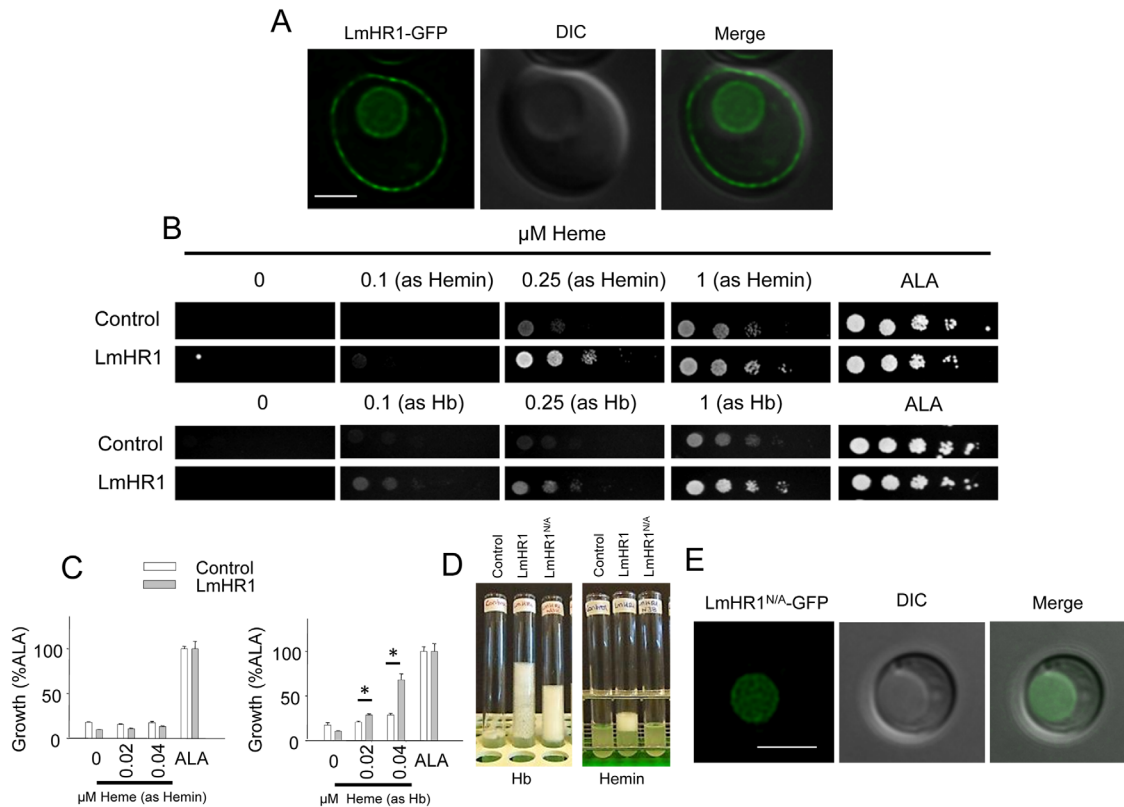 A
LmHR1-GFP DIC Merge
B
µM Heme
0 0.1 (as Hemin) 0.25 (as Hemin) 1 (as Hemin) ALA
Control
LmHR1
0 0.1 (as Hb) 0.25 (as Hb) 1 (as Hb) ALA
Control
LmHR1
C
Control
LmHR1
Growth (%ALA)
100
50
0
0 0.02 0.04 ALA
µM Heme (as Hemin)
Growth (%ALA)
100
50
0
* *
0 0.02 0.04 ALA
µM Heme (as Hb)
D
Control LmHR1 LmHR1N/A
Control LmHR1 LmHR1N/A
Hb Hemin
E
LmHR1N/A-GFP DIC Merge